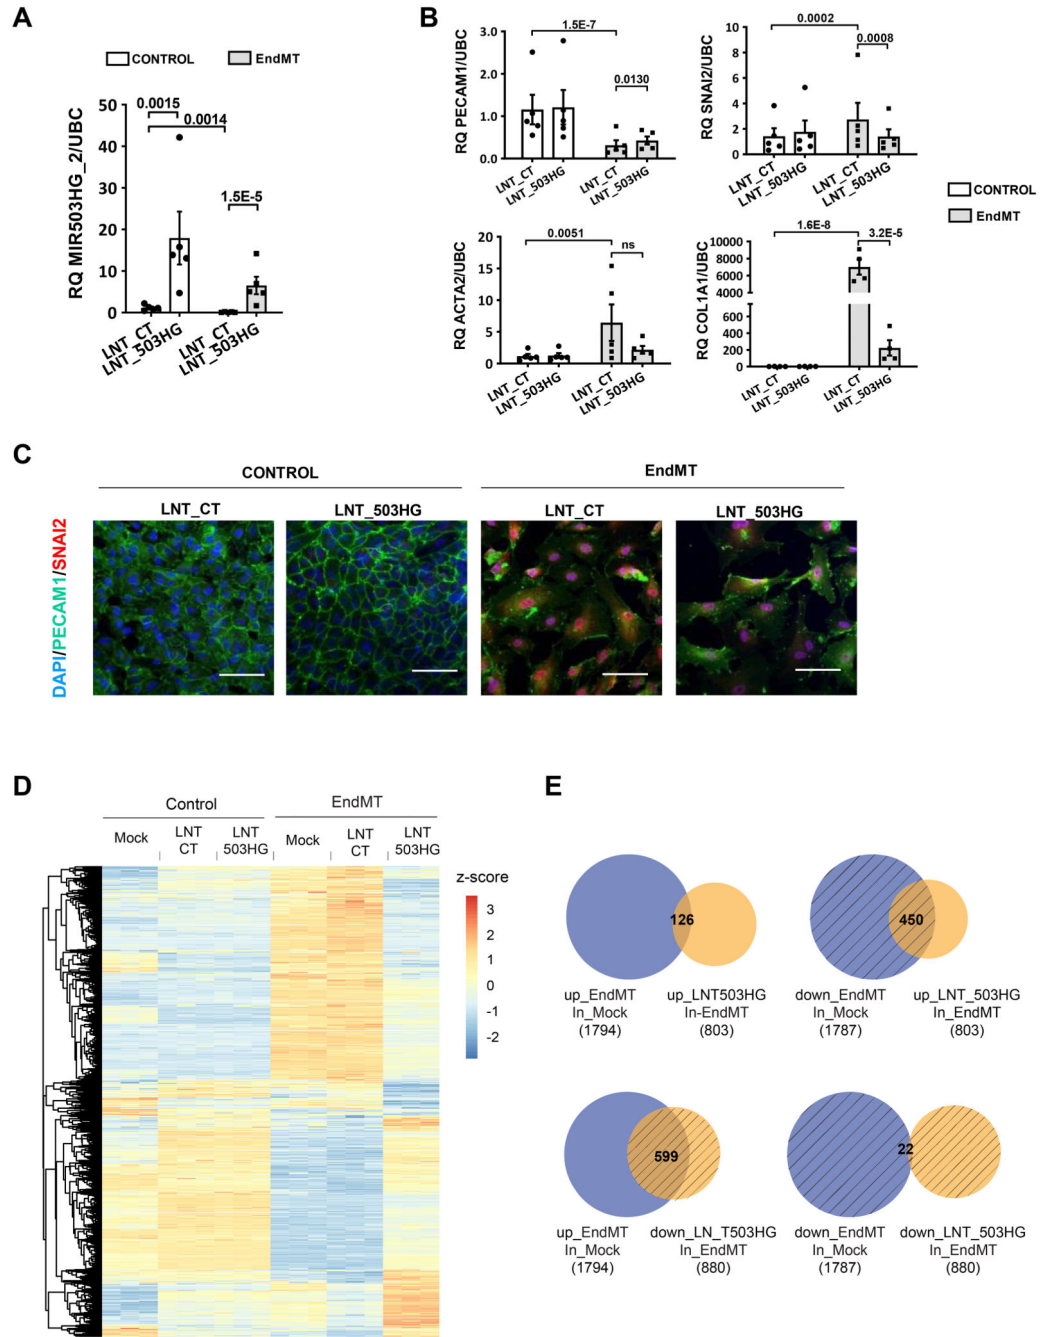 A
CONTROL
EndMT
RQ MIR503HG_2/UBC
50
40
30
20
10
0
0.0015
0.0014
1.5E-5
LNT_CT
LNT_503HG
LNT_CT
LNT_503HG
B
RQ PECAM1/UBC
3.0
2.0
1.0
0.0
1.5E-7
0.0130
LNT_CT
LNT_503HG
LNT_CT
LNT_503HG
RQ SNAI2/UBC
10
8
6
4
2
0
0.0002
0.0008
LNT_CT
LNT_503HG
LNT_CT
LNT_503HG
CONTROL
EndMT
RQ ACTA2/UBC
20
15
10
5
0
0.0051
ns
LNT_CT
LNT_503HG
LNT_CT
LNT_503HG
RQ COL1A1/UBC
10000
8000
6000
4000
600
400
200
0
1.6E-8
3.2E-5
LNT_CT
LNT_503HG
LNT_CT
LNT_503HG
C
CONTROL
EndMT
LNT_CT
LNT_503HG
LNT_CT
LNT_503HG
DAPI/PECAM1/SNAI2
D
Control
EndMT
Mock
LNT CT
LNT 503HG
Mock
LNT CT
LNT 503HG
z-score
3
2
1
0
-1
-2
E
126
up_EndMT
In_Mock
(1794)
up_LNT503HG
In-EndMT
(803)
450
down_EndMT
In_Mock
(1787)
up_LNT_503HG
In_EndMT
(803)
599
up_EndMT
In_Mock
(1794)
down_LN_T503HG
In_EndMT
(880)
22
down_EndMT
In_Mock
(1787)
down_LNT_503HG
In_EndMT
(880)